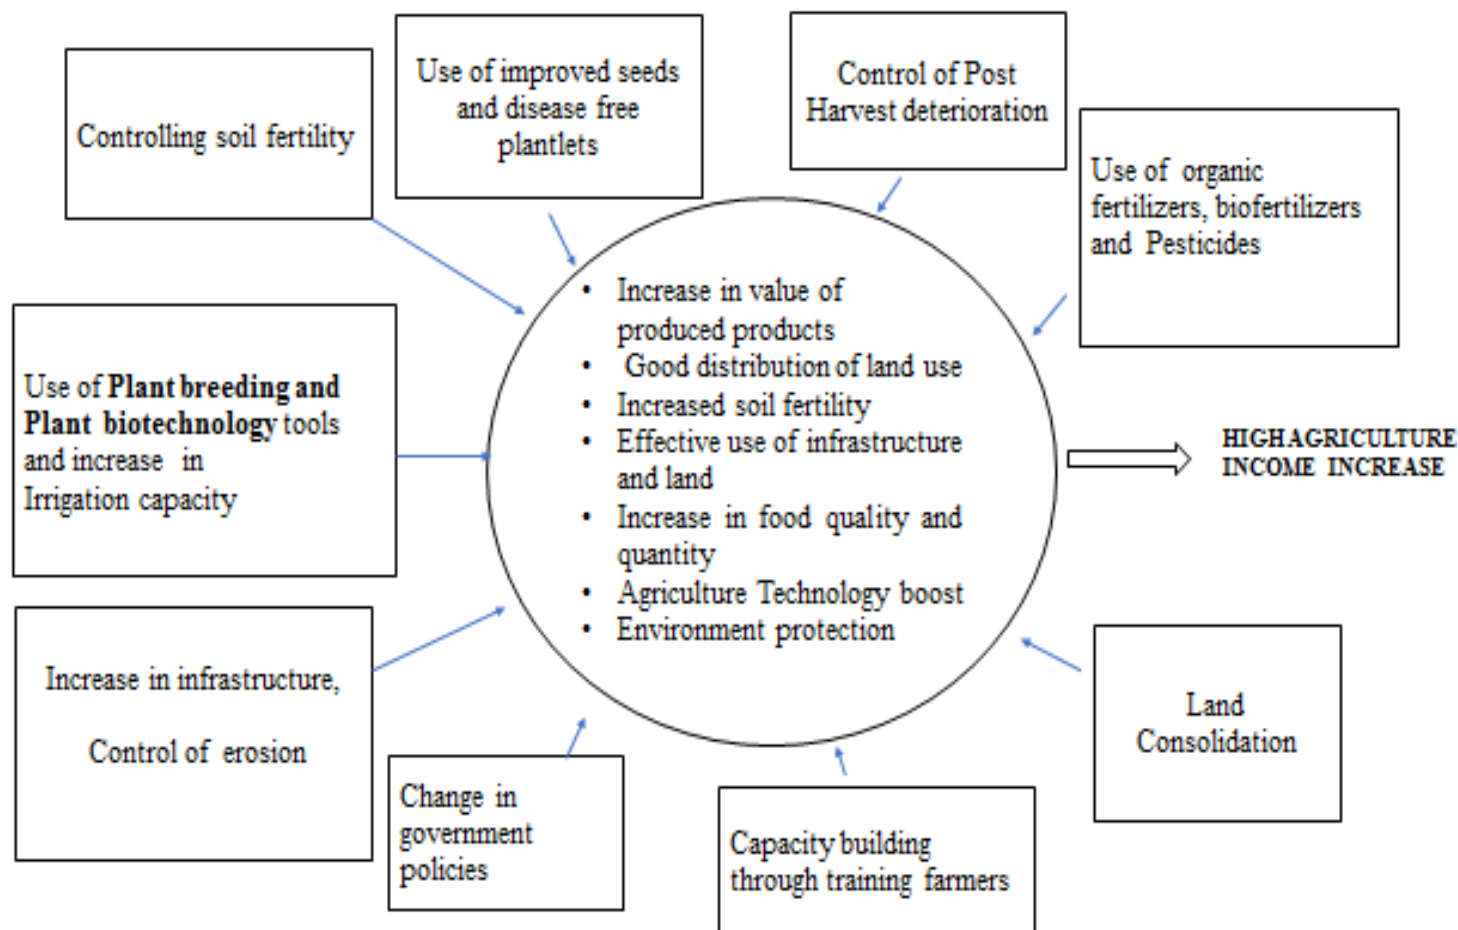 Controlling soil fertility
Use of improved seeds
and disease free
plantlets
Control of Post
Harvest deterioration
Use of organic
fertilizers, biofertilizers
and Pesticides
Use of Plant breeding and
Plant biotechnology tools
and increase in
Irrigation capacity
• Increase in value of
produced products
• Good distribution of land use
• Increased soil fertility
• Effective use of infrastructure
and land
• Increase in food quality and
quantity
• Agriculture Technology boost
• Environment protection
HIGH AGRICULTURE
INCOME INCREASE
Increase in infrastructure,
Control of erosion
Change in
government
policies
Capacity building
through training farmers
Land
Consolidation